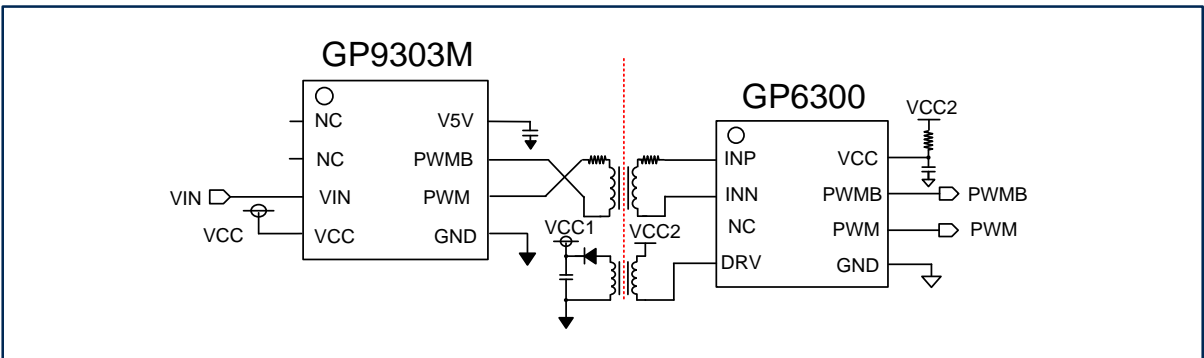 GP9303M
NC
NC
VIN
VCC
V5V
PWMB
PWM
GND
VIN
VCC
VCC1
VCC2
GP6300
INP
INN
NC
DRV
VCC
PWMB
PWM
GND
VCC2
PWMB
PWM